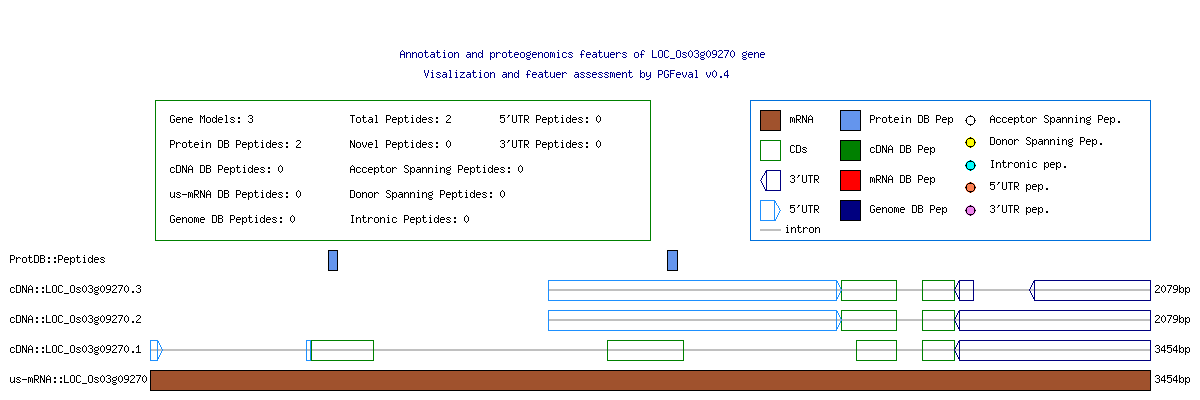 Annotation and proteogenomics featuers of LOC_Os03g09270 gene
Visalization and featuer assessment by PGFeval v0.4
Gene Models: 3 Total Peptides: 2 5'UTR Peptides: 0
Protein DB Peptides: 2 Novel Peptides: 0 3'UTR Peptides: 0
cDNA DB Peptides: 0 Acceptor Spanning Peptides: 0
us-mRNA DB Peptides: 0 Donor Spanning Peptides: 0
Genome DB Peptides: 0 Intronic Peptides: 0
mRNA Protein DB Pep Acceptor Spanning Pep.
CDs cDNA DB Pep Donor Spanning Pep.
3'UTR mRNA DB Pep Intronic pep.
5'UTR Genome DB Pep 5'UTR pep.
intron 3'UTR pep.
ProtDB::Peptides
cDNA::LOC_Os03g09270.3 2079bp
cDNA::LOC_Os03g09270.2 2079bp
cDNA::LOC_Os03g09270.1 3454bp
us-mRNA::LOC_Os03g09270 3454bp